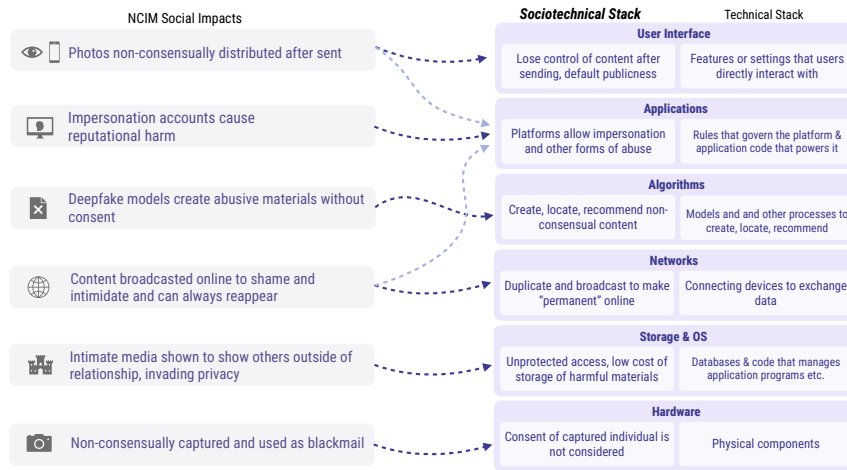 NCIM Social Impacts
Photos non-consensually distributed after sent
Impersonation accounts cause
reputational harm
Deepfake models create abusive materials without
consent
Content broadcasted online to shame and
intimidate and can always reappear
Intimate media shown to show others outside of
relationship, invading privacy
Non-consensually captured and used as blackmail
Sociotechnical Stack
Technical Stack
User Interface
Lose control of content after
sending, default publicness
Features or settings that users
directly interact with
Applications
Platforms allow impersonation
and other forms of abuse
Rules that govern the platform &
application code that powers it
Algorithms
Create, locate, recommend non-
consensual content
Models and and other processes to
create, locate, recommend
Networks
Duplicate and broadcast to make
“permanent” online
Connecting devices to exchange
data
Storage & OS
Unprotected access, low cost of
storage of harmful materials
Databases & code that manages
application programs etc.
Hardware
Consent of captured individual is
not considered
Physical components